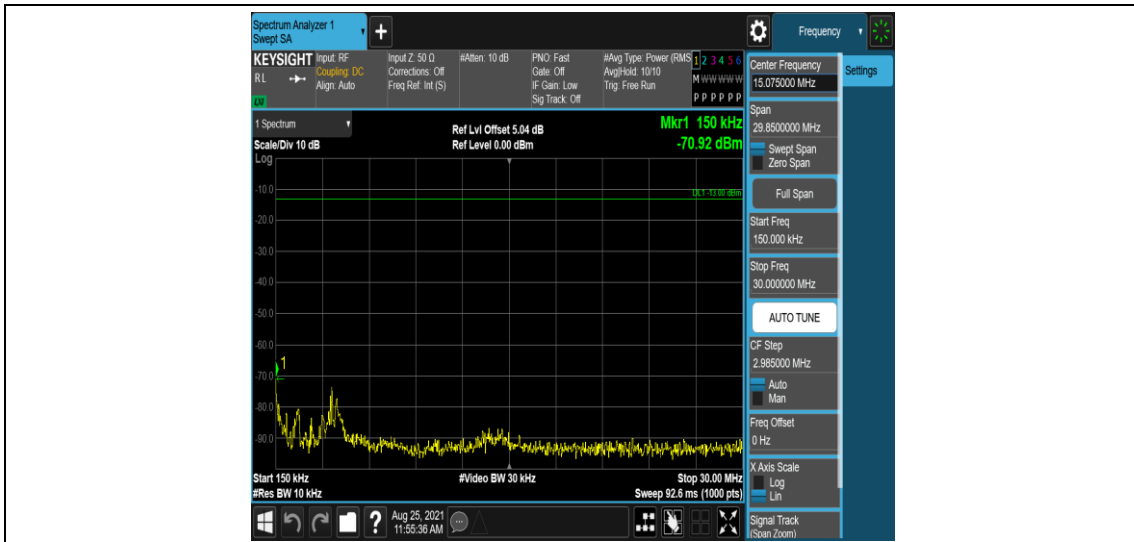 Spectrum Analyzer 1
Swept SA
+
Frequency
KEYSIGHT
RL
LXI
Input: RF
Coupling: DC
Align: Auto
Input Z: 50 Ω
Corrections: Off
Freq Ref: Int (S)
#Atten: 10 dB
PNO: Fast
Gate: Off
IF Gain: Low
Sig Track: Off
#Avg Type: Power (RMS
Avg|Hold: 10/10
Trig: Free Run
1 2 3 4 5 6
M W W W W W
P P P P P P
1 Spectrum
Scale/Div 10 dB
Ref Lvl Offset 5.04 dB
Ref Level 0.00 dBm
Mkr1 150 kHz
-70.92 dBm
Log
-10.0
DL1 -13.00 dBm
-20.0
-30.0
-40.0
-50.0
-60.0
1
-70.0
-80.0
-90.0
Start 150 kHz
#Video BW 30 kHz
Stop 30.00 MHz
#Res BW 10 kHz
Sweep 92.6 ms (1000 pts)
Center Frequency
15.075000 MHz
Settings
Span
29.8500000 MHz
Swept Span
Zero Span
Full Span
Start Freq
150.000 kHz
Stop Freq
30.000000 MHz
AUTO TUNE
CF Step
2.985000 MHz
Auto
Man
Freq Offset
0 Hz
X Axis Scale
Log
Lin
Signal Track
(Span Zoom)
?
Aug 25, 2021
11:55:36 AM